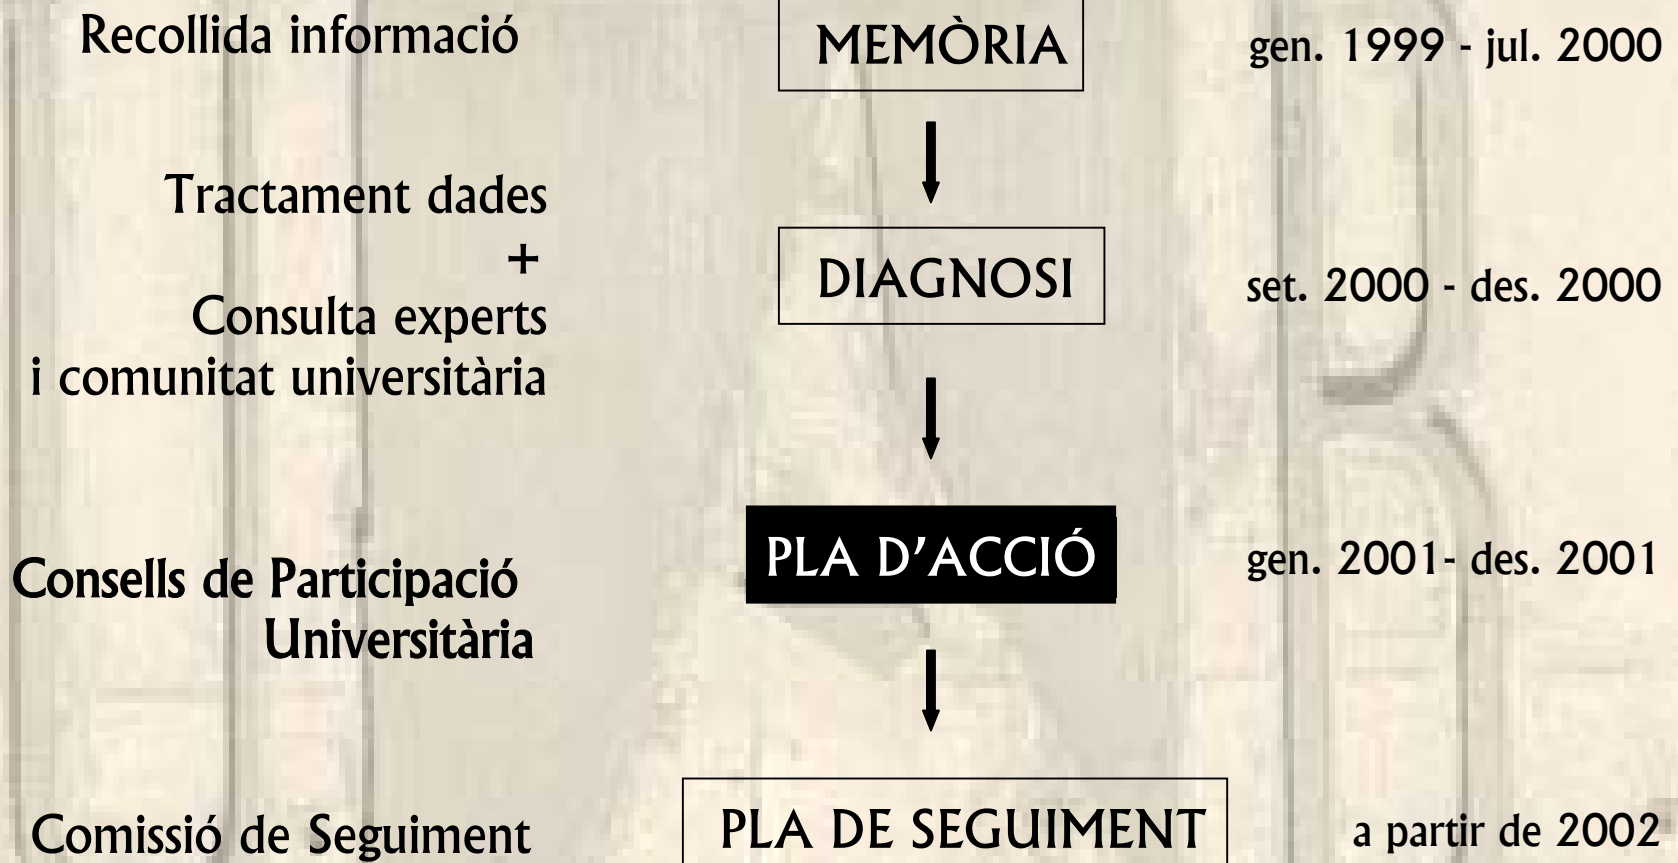 Recollida informació
MEMÒRIA
gen. 1999 - jul. 2000
Tractament dades
+
Consulta experts
i comunitat universitària
DIAGNOSI
set. 2000 - des. 2000
Consells de Participació
Universitària
PLA D’ACCIÓ
gen. 2001- des. 2001
Comissió de Seguiment
PLA DE SEGUIMENT
a partir de 2002